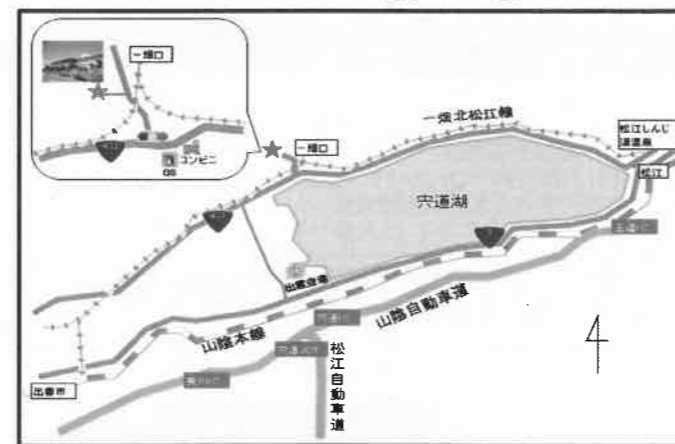 一畑口
コンビニ
GS
一畑北松江線
一畑口
松江しんじ
湖温泉
松江
宍道湖
出雲空港
山陰本線
山陰自動車道
松江自動車道
出雲市